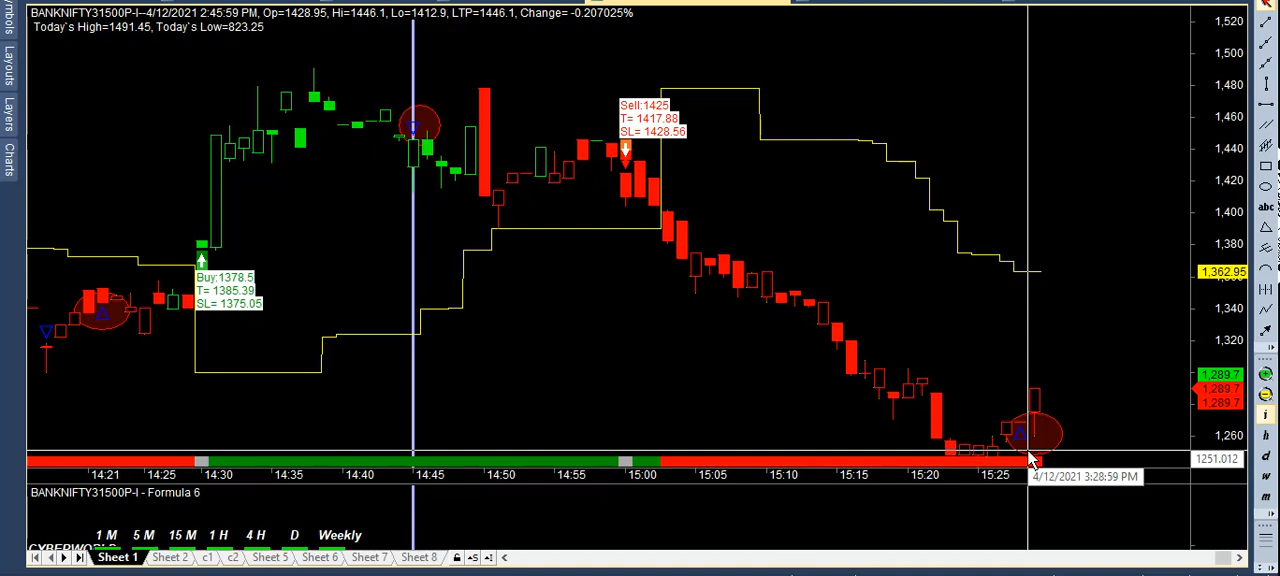 BANKNIFTY31500P-I--4/12/2021 2:45:59 PM, Op=1428.95, Hi=1446.1, Lo=1412.9, LTP=1446.1, Change= -0.207025%
Today`s High=1491.45, Today`s Low=823.25
Layouts
Layers
Charts
Sell:1425
T= 1417.88
SL= 1428.56
Buy:1378.5
T= 1385.39
SL= 1375.05
1,520
1,500
1,480
1,460
1,440
1,420
1,400
1,380
1,362.95
1,340
1,320
1,289.7
1,289.7
1,289.7
1,260
1251.012
14:21 14:25 14:30 14:35 14:40 14:45 14:50 14:55 15:00 15:05 15:10 15:15 15:20 15:25
4/12/2021 3:28:59 PM
BANKNIFTY31500P-I - Formula 6
1 M 5 M 15 M 1 H 4 H D Weekly
Sheet 1 Sheet 2 c1 c2 Sheet 5 Sheet 6 Sheet 7 Sheet 8
abc
i
h
d
w
m